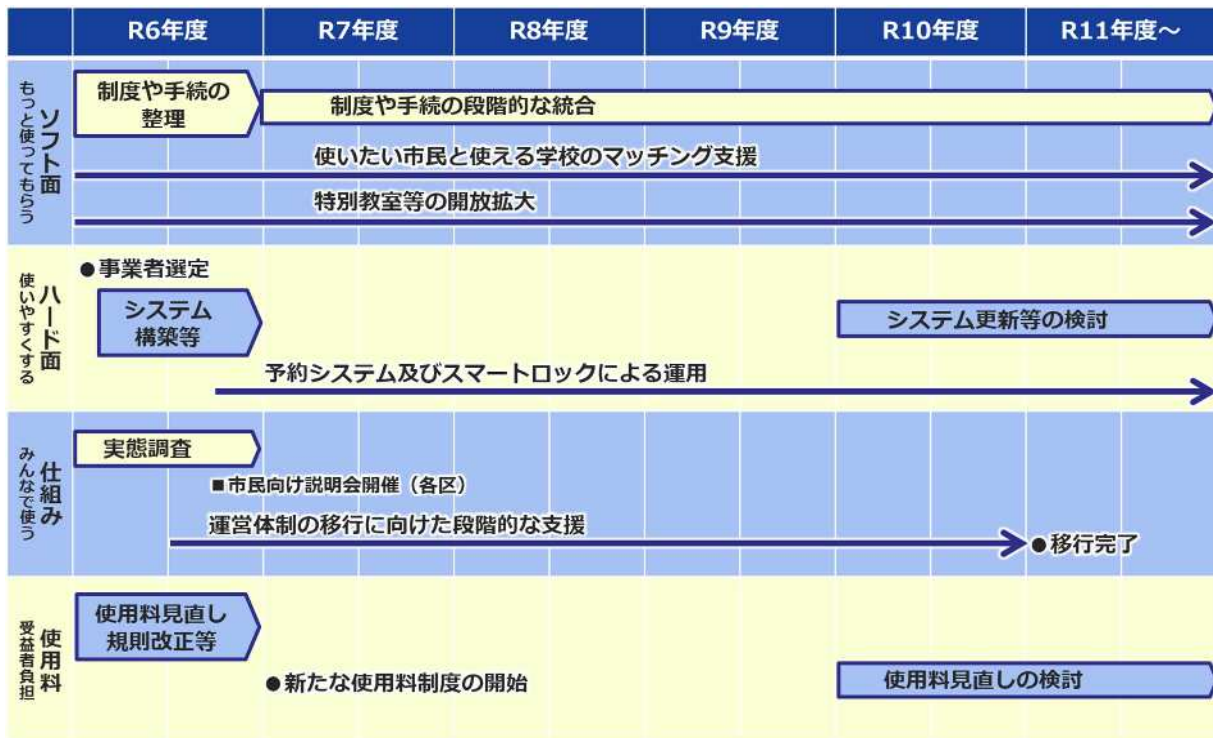 R6年度 R7年度 R8年度 R9年度 R10年度 R11年度～
ソフト面
もっと使ってもらう
制度や手続の
整理
制度や手続の段階的な統合
使いたい市民と使える学校のマッチング支援
特別教室等の開放拡大
ハード面
使いやすくする
●事業者選定
システム
構築等
システム更新等の検討
予約システム及びスマートロックによる運用
仕組み
みんなで使う
実態調査
■市民向け説明会開催（各区）
運営体制の移行に向けた段階的な支援
●移行完了
使用料
受益者負担
使用料見直し
規則改正等
●新たな使用料制度の開始
使用料見直しの検討